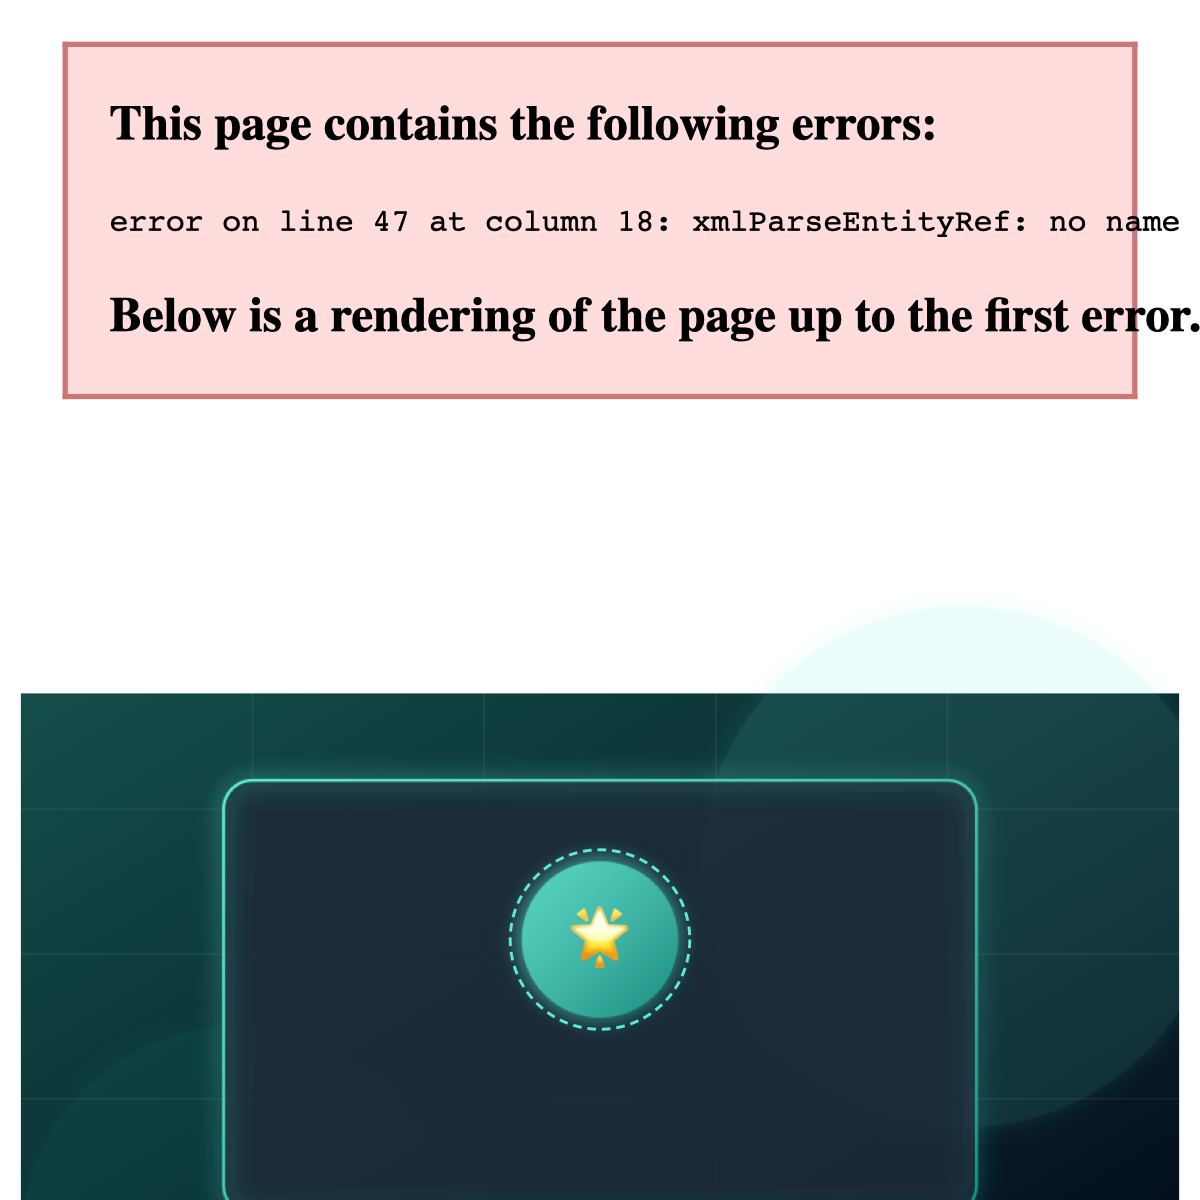 This page contains the following errors:
error on line 47 at column 18: xmlParseEntityRef: no name
Below is a rendering of the page up to the first error.